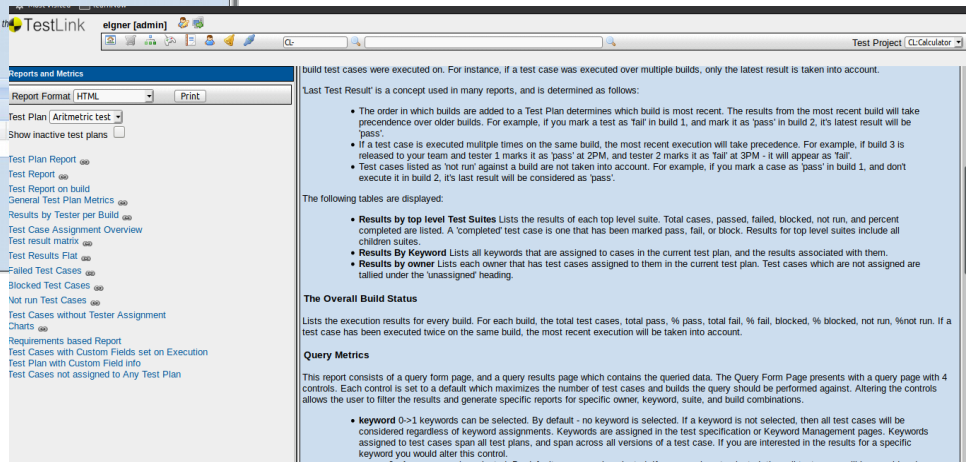 Most Visited LearnNow
the TestLink elgner [admin]
CL-
Test Project CL:Calculator
Reports and Metrics
Report Format HTML Print
Test Plan Aritmetric test
Show inactive test plans
Test Plan Report
Test Report
Test Report on build
General Test Plan Metrics
Results by Tester per Build
Test Case Assignment Overview
Test result matrix
Test Results Flat
Failed Test Cases
Blocked Test Cases
Not run Test Cases
Test Cases without Tester Assignment
Charts
Requirements based Report
Test Cases with Custom Fields set on Execution
Test Plan with Custom Field info
Test Cases not assigned to Any Test Plan
build test cases were executed on. For instance, if a test case was executed over multiple builds, only the latest result is taken into account.
'Last Test Result' is a concept used in many reports, and is determined as follows:
• The order in which builds are added to a Test Plan determines which build is most recent. The results from the most recent build will take
precedence over older builds. For example, if you mark a test as 'fail' in build 1, and mark it as 'pass' in build 2, it's latest result will be
'pass'.
• If a test case is executed mulitple times on the same build, the most recent execution will take precedence. For example, if build 3 is
released to your team and tester 1 marks it as 'pass' at 2PM, and tester 2 marks it as 'fail' at 3PM - it will appear as 'fail'.
• Test cases listed as 'not run' against a build are not taken into account. For example, if you mark a case as 'pass' in build 1, and don't
execute it in build 2, it's last result will be considered as 'pass'.
The following tables are displayed:
• Results by top level Test Suites Lists the results of each top level suite. Total cases, passed, failed, blocked, not run, and percent
completed are listed. A 'completed' test case is one that has been marked pass, fail, or block. Results for top level suites include all
children suites.
• Results By Keyword Lists all keywords that are assigned to cases in the current test plan, and the results associated with them.
• Results by owner Lists each owner that has test cases assigned to them in the current test plan. Test cases which are not assigned are
tallied under the 'unassigned' heading.
The Overall Build Status
Lists the execution results for every build. For each build, the total test cases, total pass, % pass, total fail, % fail, blocked, % blocked, not run, %not run. If a
test case has been executed twice on the same build, the most recent execution will be taken into account.
Query Metrics
This report consists of a query form page, and a query results page which contains the queried data. The Query Form Page presents with a query page with 4
controls. Each control is set to a default which maximizes the number of test cases and builds the query should be performed against. Altering the controls
allows the user to filter the results and generate specific reports for specific owner, keyword, suite, and build combinations.
• keyword 0->1 keywords can be selected. By default - no keyword is selected. If a keyword is not selected, then all test cases will be
considered regardless of keyword assignments. Keywords are assigned in the test specification or Keyword Management pages. Keywords
assigned to test cases span all test plans, and span across all versions of a test case. If you are interested in the results for a specific
keyword you would alter this control.